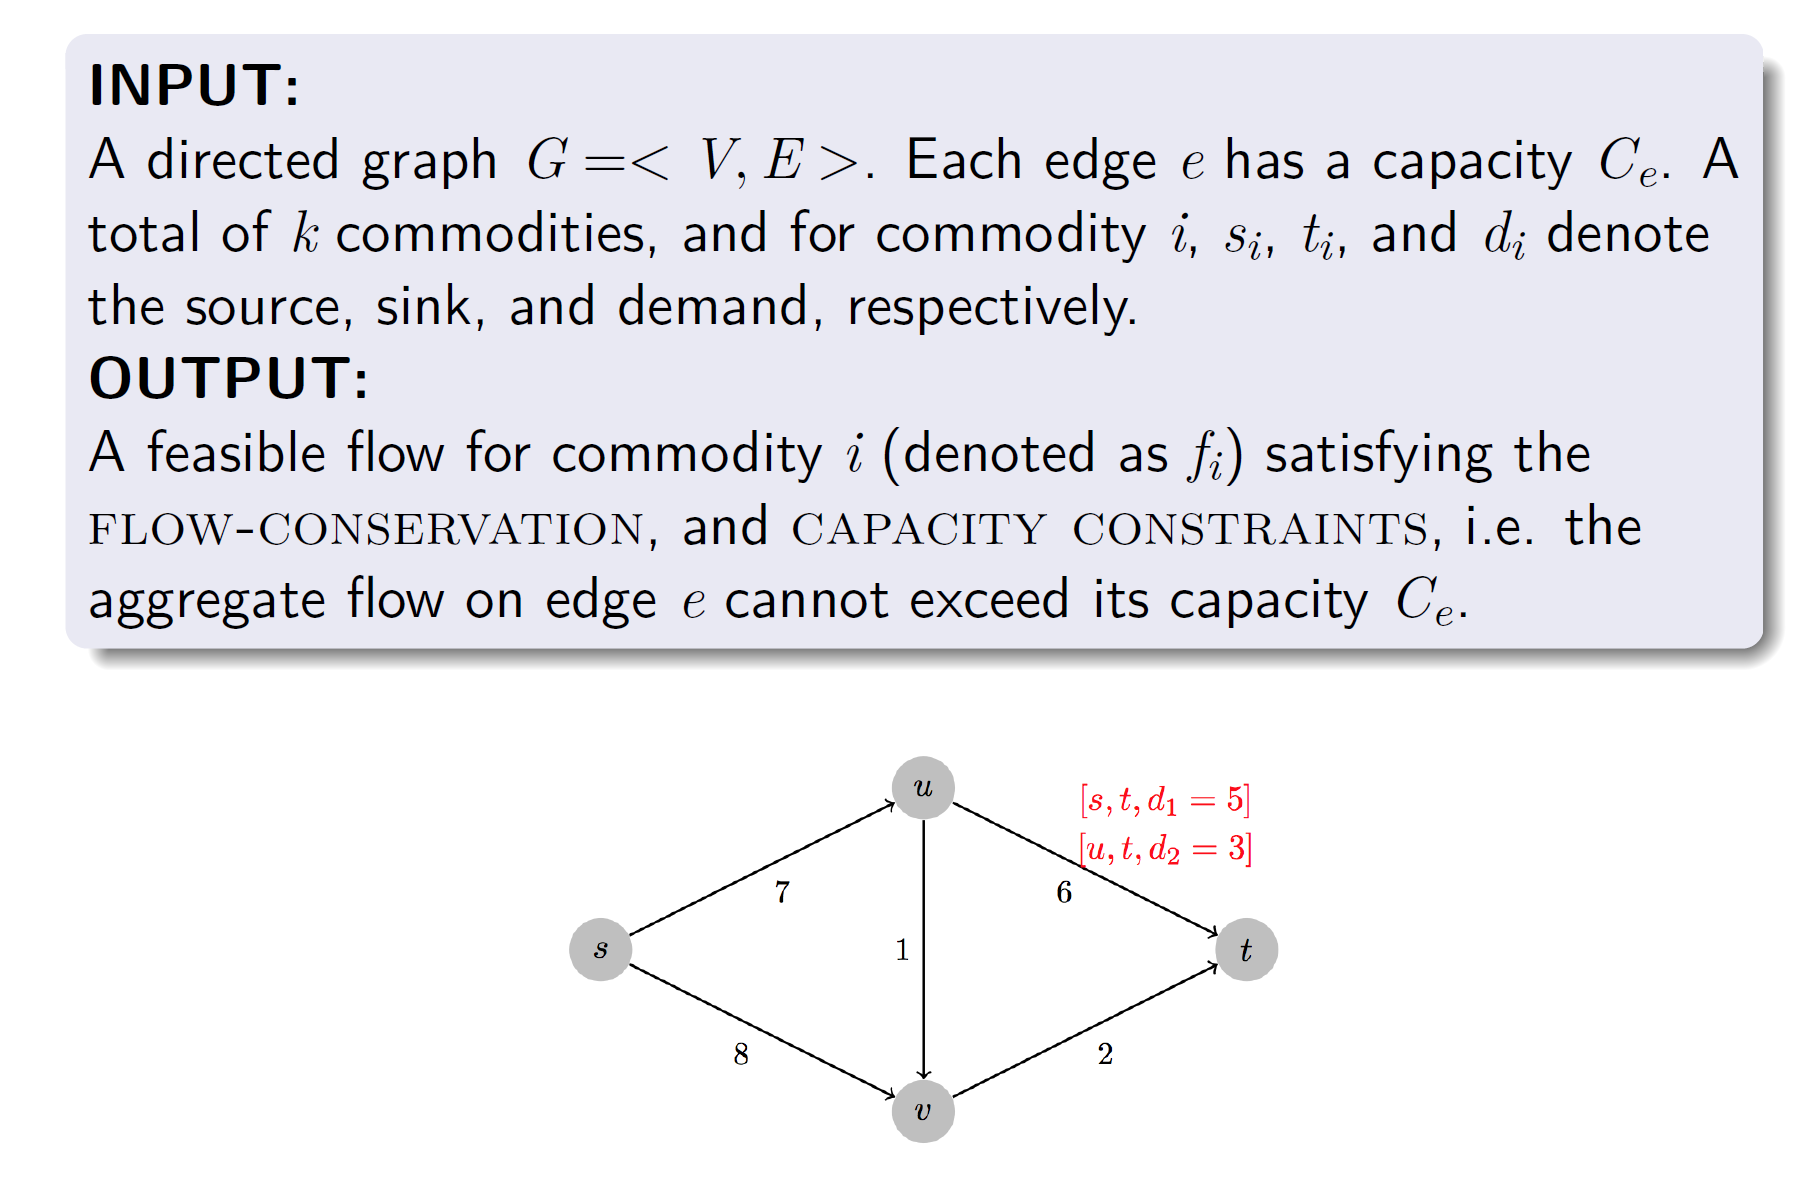 INPUT:
A directed graph G =< V, E >. Each edge e has a capacity C_e. A
total of k commodities, and for commodity i, s_i, t_i, and d_i denote
the source, sink, and demand, respectively.
OUTPUT:
A feasible flow for commodity i (denoted as f_i) satisfying the
FLOW-CONSERVATION, and CAPACITY CONSTRAINTS, i.e. the
aggregate flow on edge e cannot exceed its capacity C_e.
u
[s, t, d_1 = 5]
[u, t, d_2 = 3]
7
6
s
1
t
8
2
v